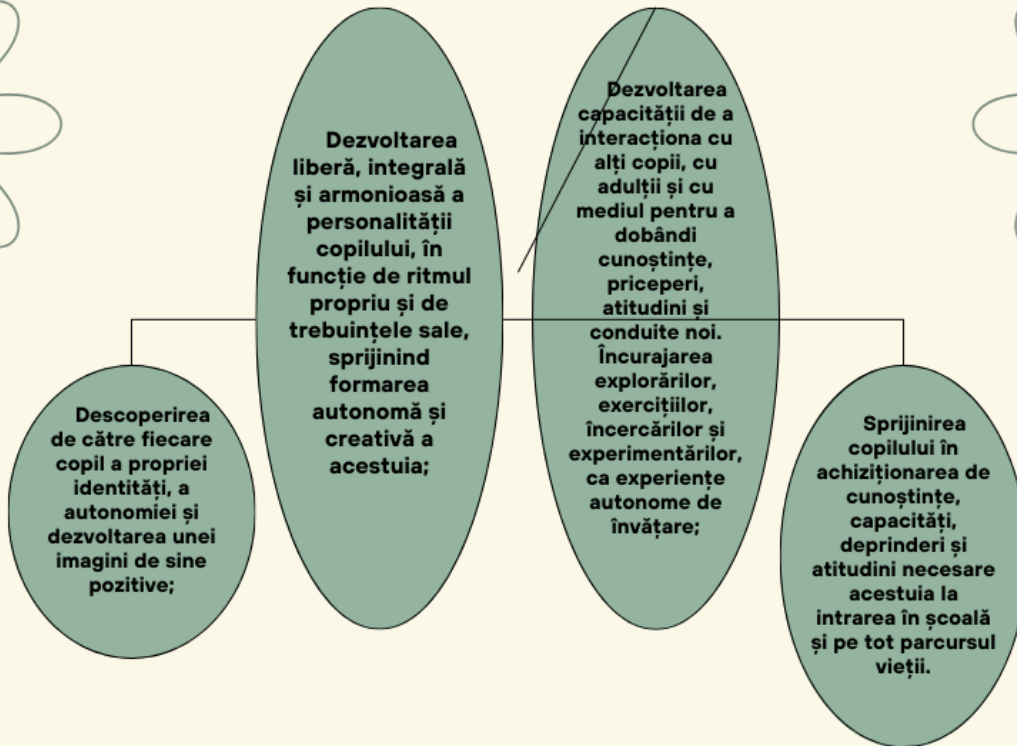 Descoperirea
de către fiecare
copil a propriei
identități, a
autonomiei și
dezvoltarea unei
imagini de sine
pozitive;
Dezvoltarea
liberă, integrală
și armonioasă a
personalității
copilului, în
funcție de ritmul
propriu și de
trebuințele sale,
sprijinind
formarea
autonomă și
creativă a
acestuia;
Dezvoltarea
capacității de a
interacționa cu
alți copii, cu
adulții și cu
mediul pentru a
dobândi
cunoștințe,
priceperi,
atitudini și
conduite noi.
Încurajarea
explorărilor,
exercițiilor,
încercărilor și
experimentărilor,
ca experiențe
autonome de
învățare;
Sprijinirea
copilului în
achiziționarea de
cunoștințe,
capacități,
deprinderi și
atitudini necesare
acestuia la
intrarea în școală
și pe tot parcursul
vieții.